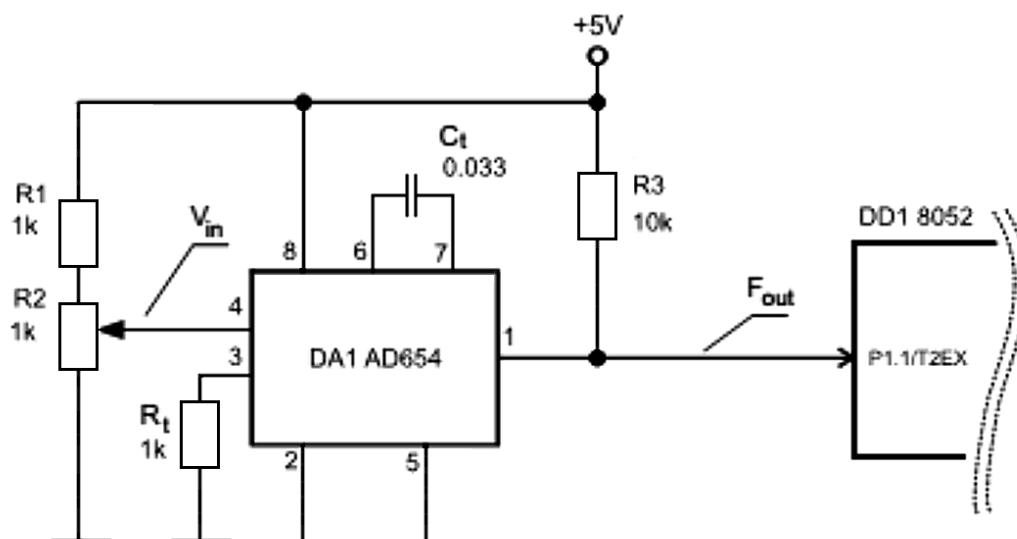 +5V
Ct
0.033
R1
1k
Vin
R3
10k
DD1 8052
8
6
7
R2
1k
4
Fout
3
DA1 AD654
1
P1.1/T2EX
Rt
1k
2
5